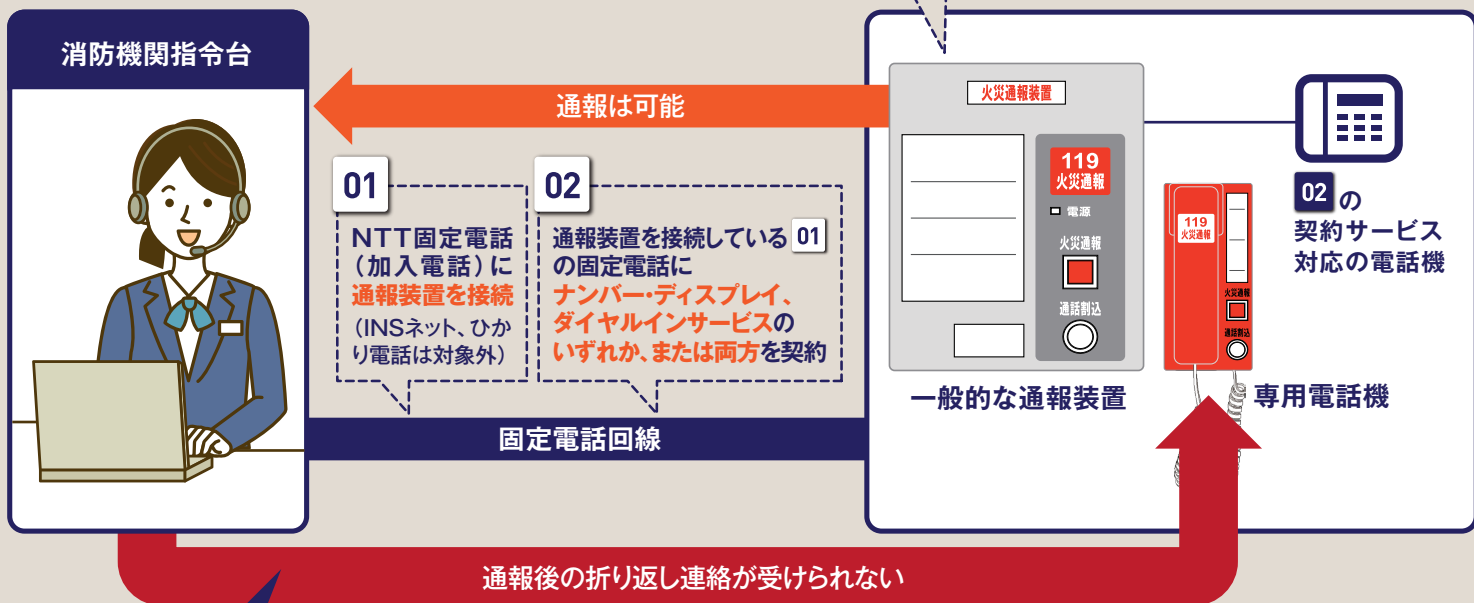 消防機関指令台
通報は可能
01
NTT固定電話
（加入電話）に
通報装置を接続
（INSネット、ひか
り電話は対象外）
02
通報装置を接続している 01
の固定電話に
ナンバー・ディスプレイ、
ダイヤルインサービスの
いずれか、または両方を契約
固定電話回線
火災通報装置
119
火災通報
電源
火災通報
通話割込
一般的な通報装置
119
火災通報
火災通報
通話割込
専用電話機
02 の
契約サービス
対応の電話機
通報後の折り返し連絡が受けられない